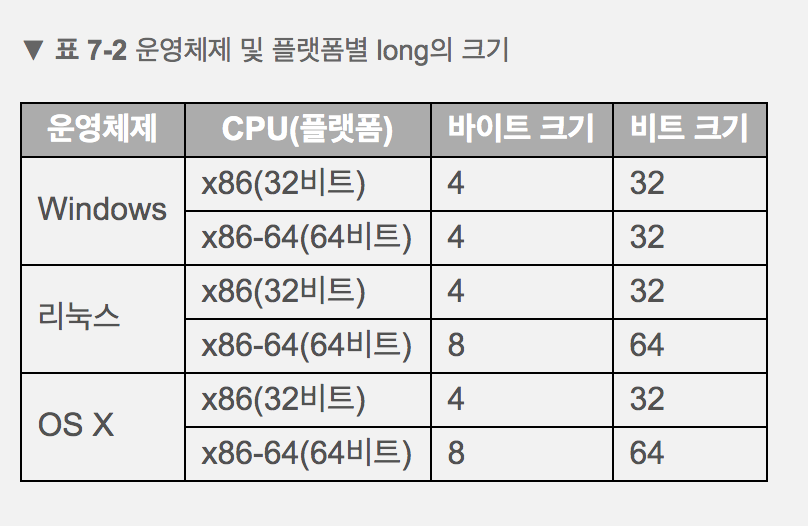 ▼ 표 7-2 운영체제 및 플랫폼별 long의 크기
운영체제 CPU(플랫폼) 바이트 크기 비트 크기
Windows x86(32비트) 4 32
x86-64(64비트) 4 32
리눅스 x86(32비트) 4 32
x86-64(64비트) 8 64
OS X x86(32비트) 4 32
x86-64(64비트) 8 64